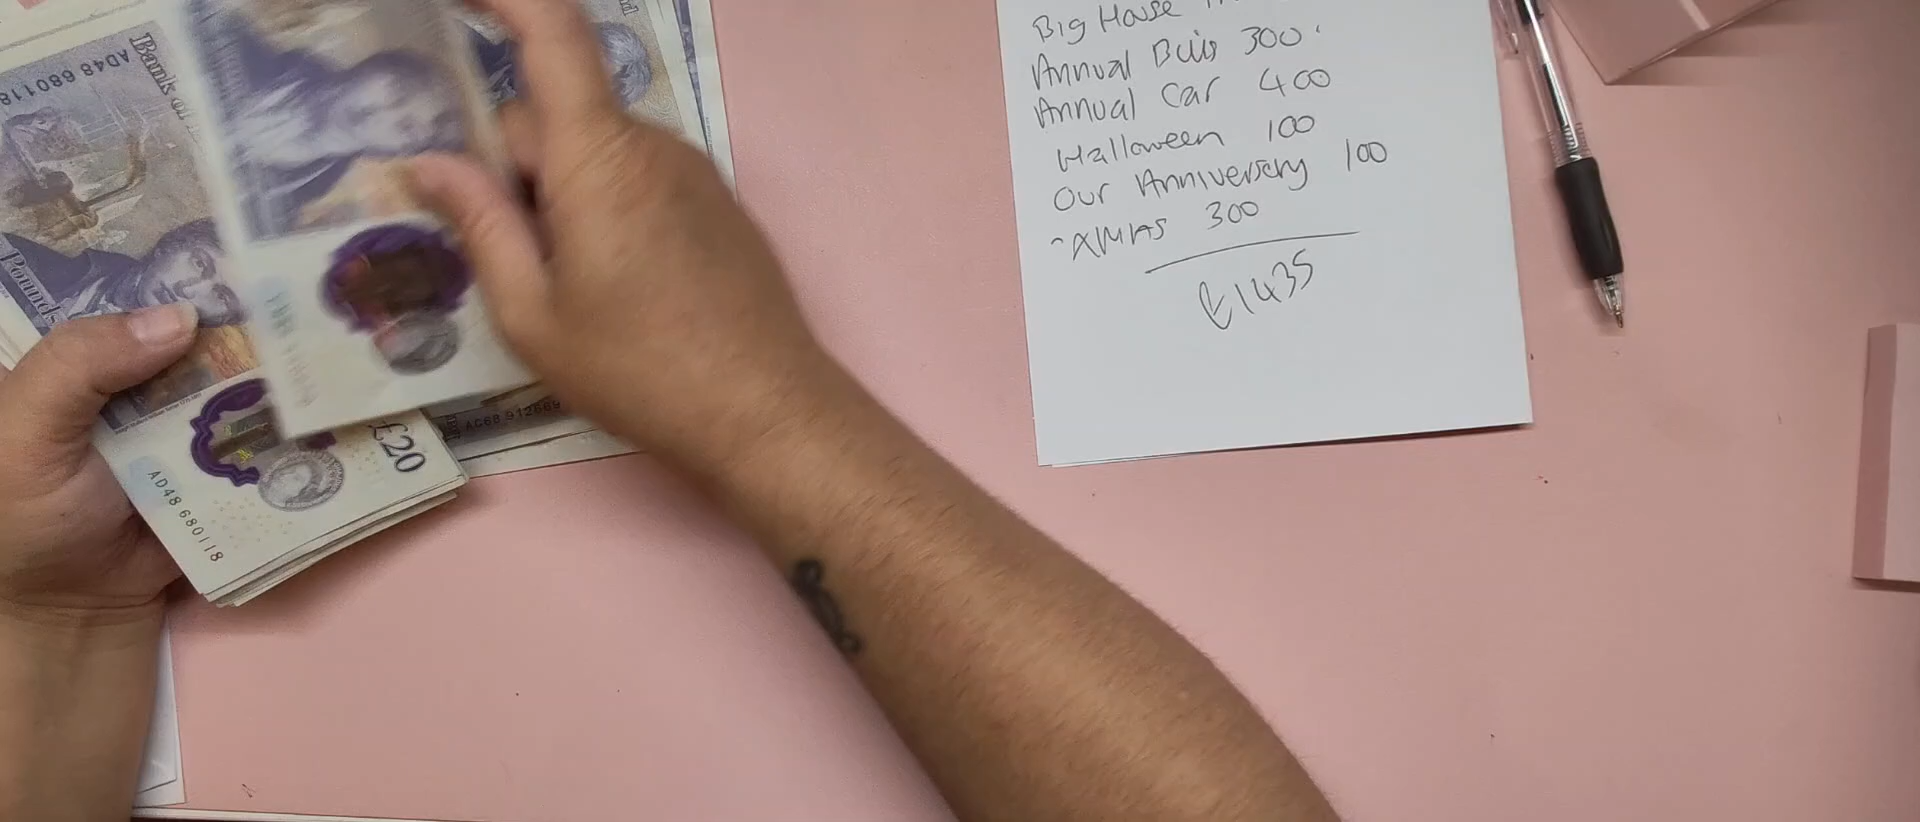 Big House
Annual Bills 300
Annual Car 400
Halloween 100
Our Anniversary 100
- XMAS 300
£1435
AD48 680118
Bank of
Pounds
£20
AD48 680118
AC68 912669